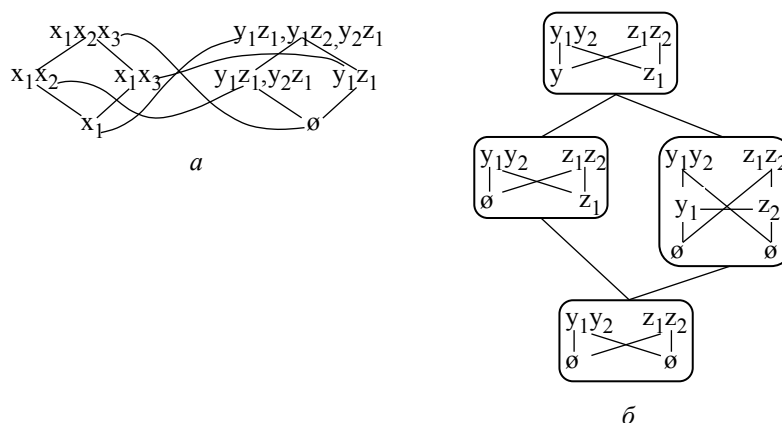 x₁x₂x₃ y₁z₁,y₁z₂,y₂z₁
x₁x₂ x₁x₃ y₁z₁,y₂z₁ y₁z₁
x₁ ø
а
y₁y₂ z₁z₂
y z₁
y₁y₂ z₁z₂
ø z₁
y₁y₂ z₁z₂
y₁ z₂
ø ø
y₁y₂ z₁z₂
ø ø
б